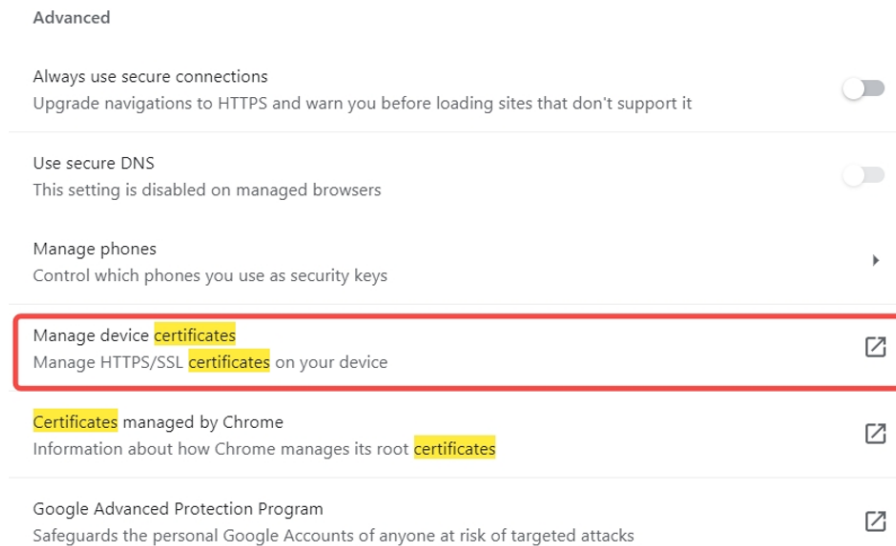 Advanced
Always use secure connections
Upgrade navigations to HTTPS and warn you before loading sites that don't support it
Use secure DNS
This setting is disabled on managed browsers
Manage phones
Control which phones you use as security keys
Manage device certificates
Manage HTTPS/SSL certificates on your device
Certificates managed by Chrome
Information about how Chrome manages its root certificates
Google Advanced Protection Program
Safeguards the personal Google Accounts of anyone at risk of targeted attacks